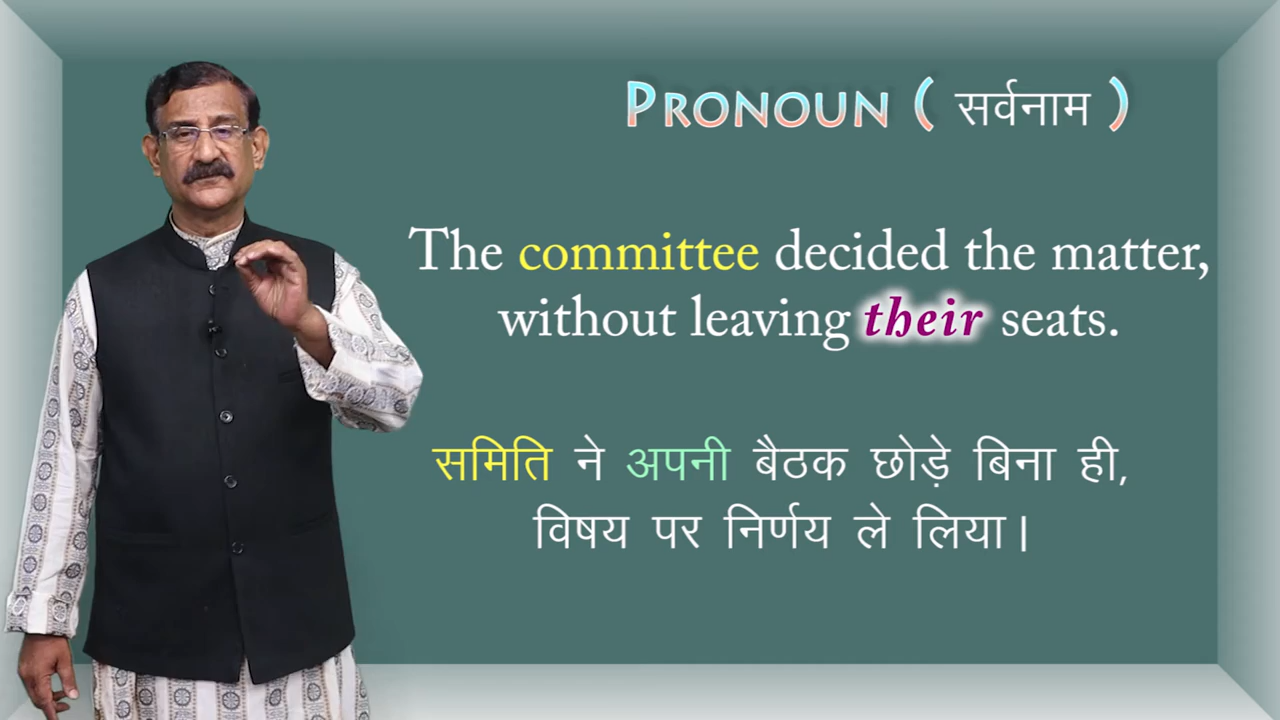 PRONOUN ( सर्वनाम )
The committee decided the matter,
without leaving their seats.
समिति ने अपनी बैठक छोड़े बिना ही,
विषय पर निर्णय ले लिया।